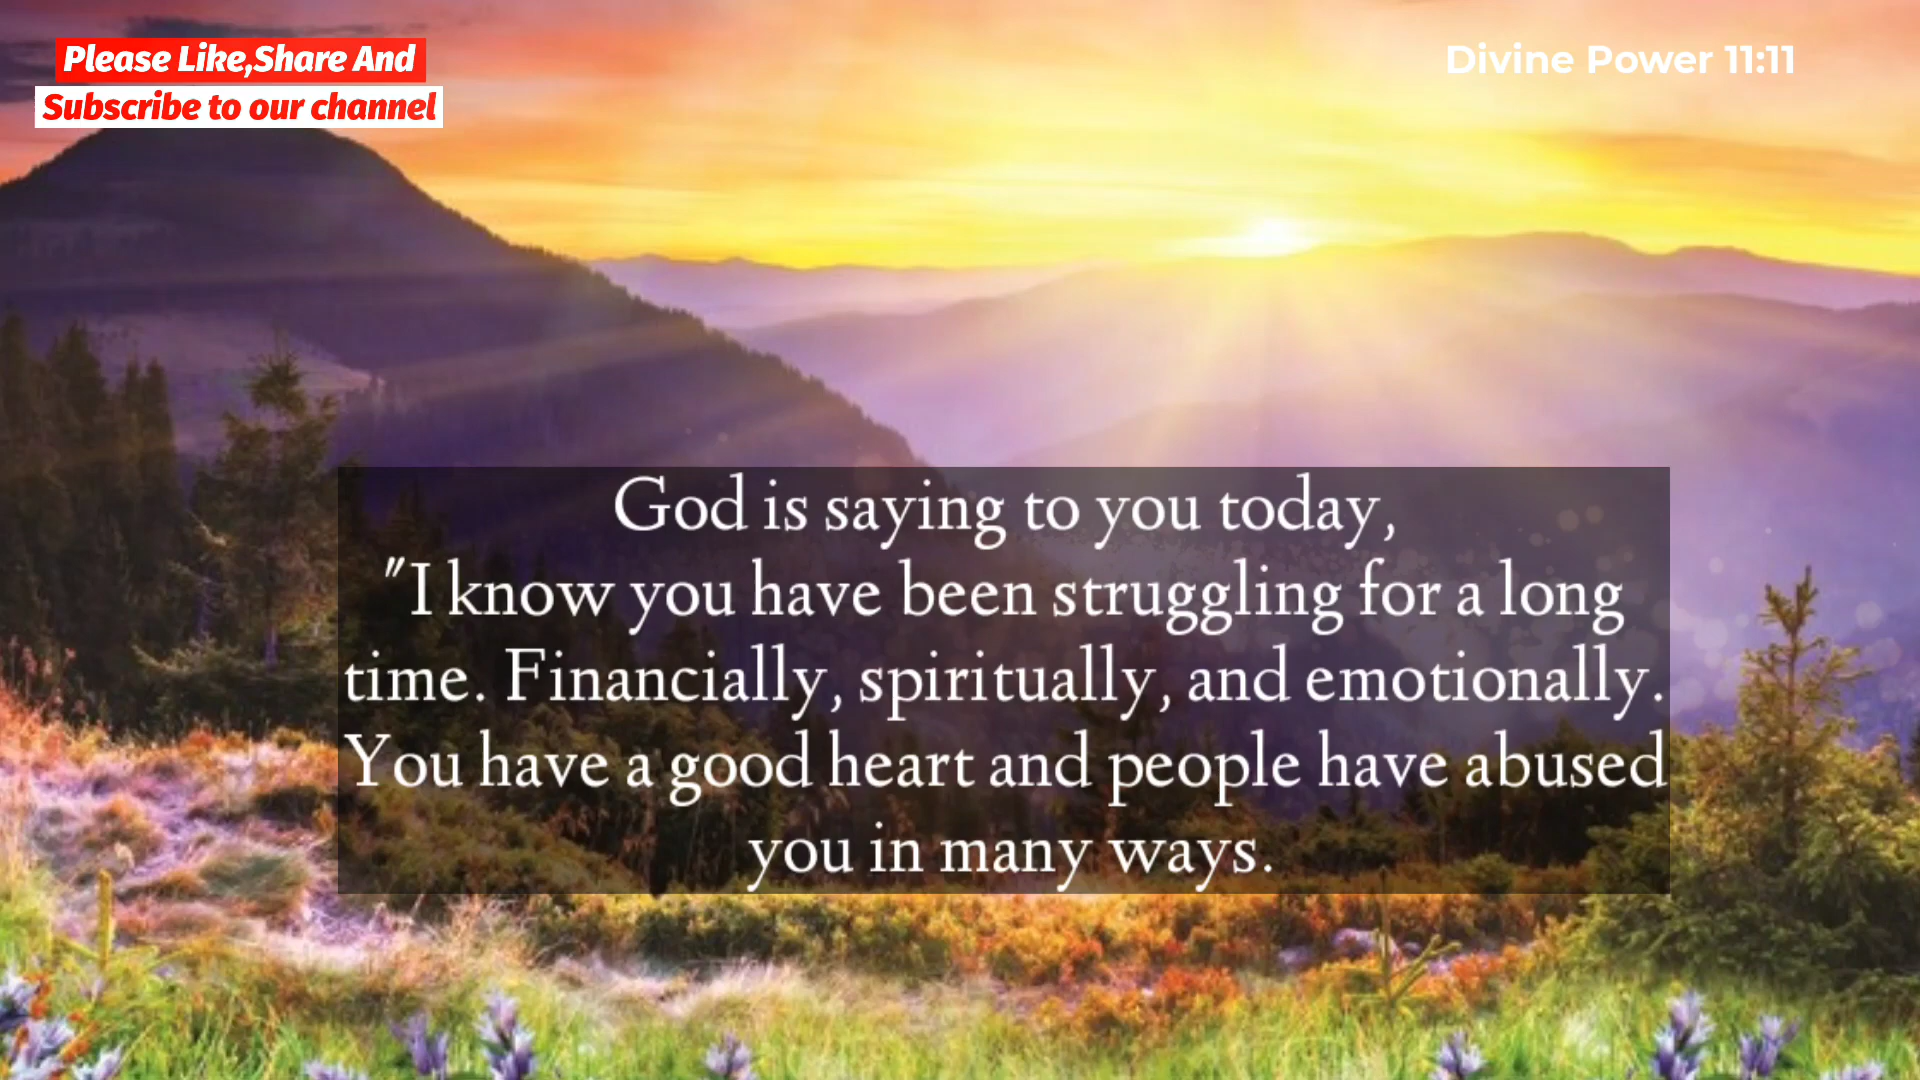 Please Like,Share And
Subscribe to our channel
Divine Power 11:11
God is saying to you today,
"I know you have been struggling for a long
time. Financially, spiritually, and emotionally.
You have a good heart and people have abused
you in many ways.